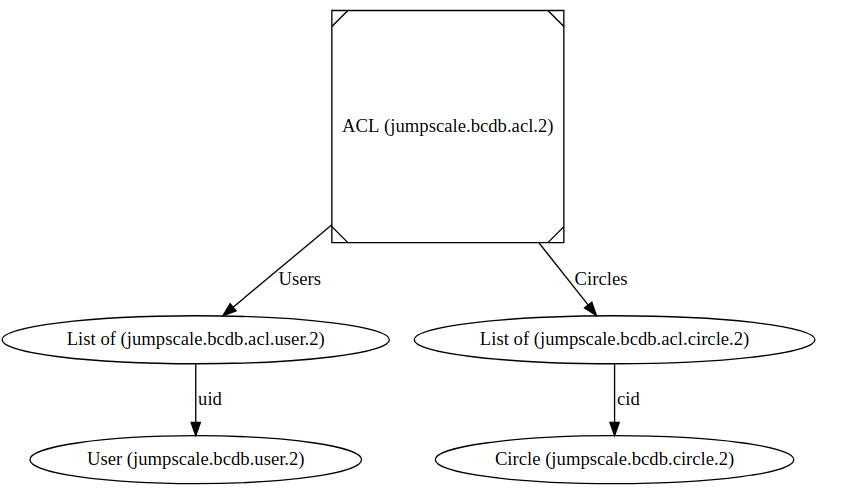 ACL (jumpscale.bcdb.acl.2)
Users
Circles
List of (jumpscale.bcdb.acl.user.2)
List of (jumpscale.bcdb.acl.circle.2)
uid
cid
User (jumpscale.bcdb.user.2)
Circle (jumpscale.bcdb.circle.2)